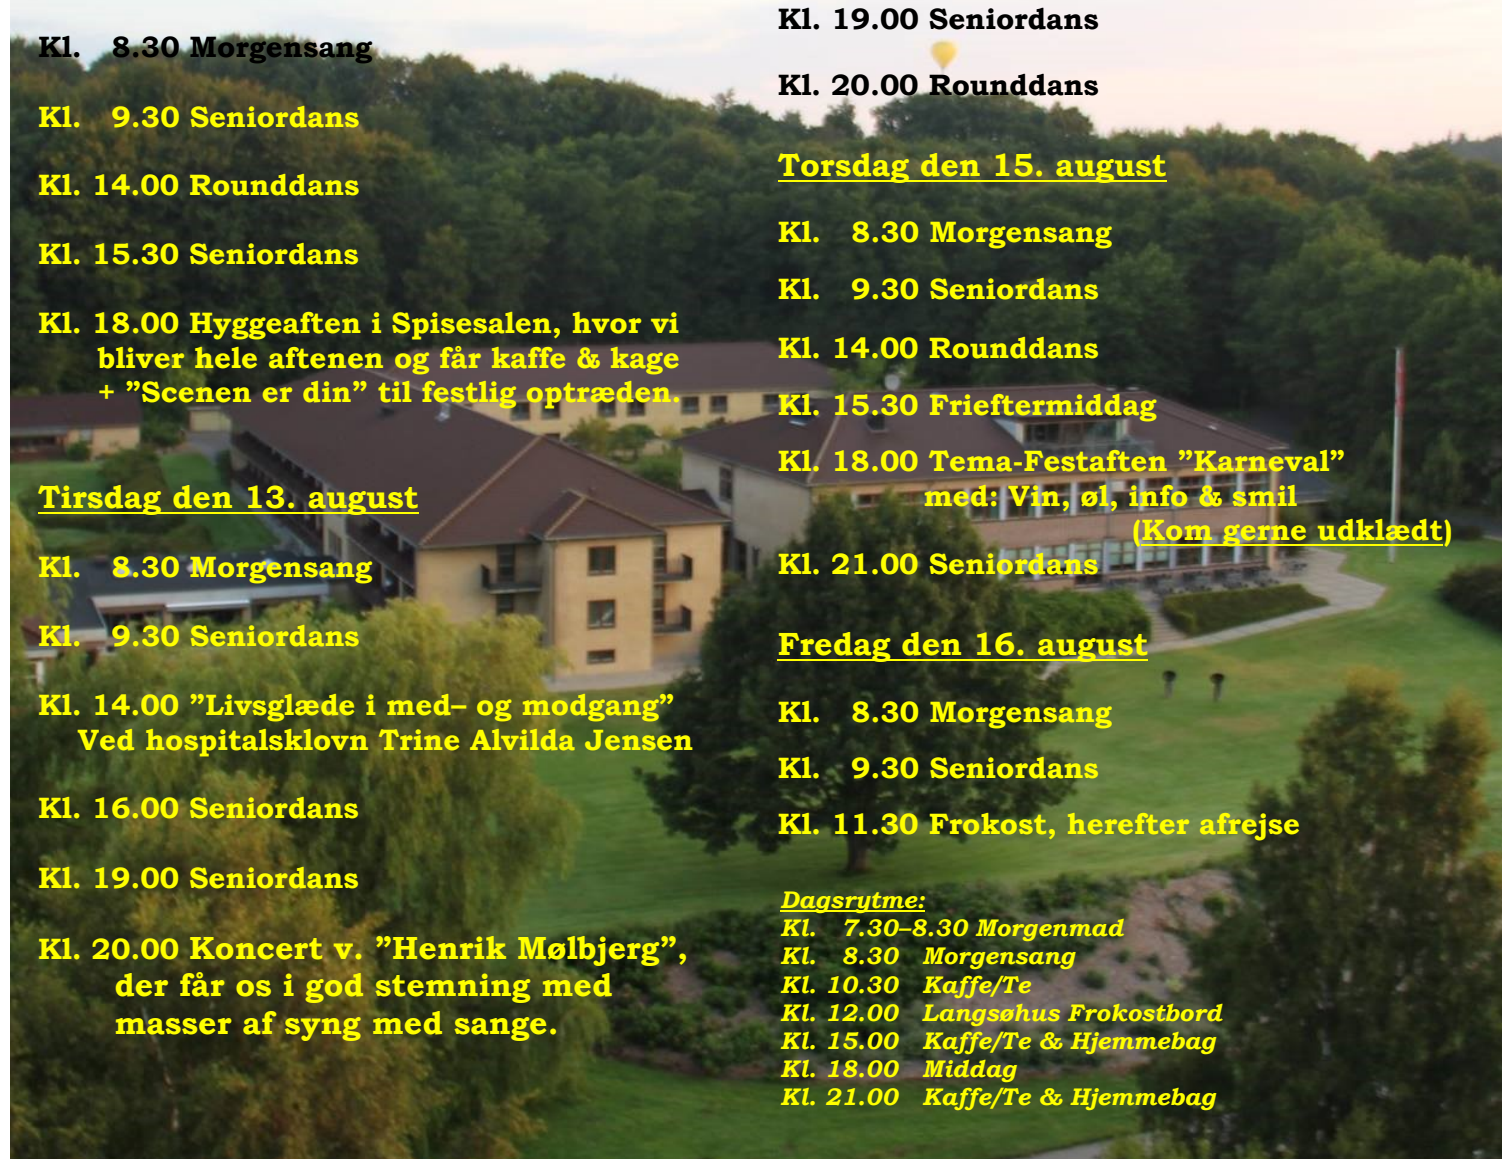 Kl. 8.30 Morgensang
Kl. 9.30 Seniordans
Kl. 14.00 Rounddans
Kl. 15.30 Seniordans
Kl. 18.00 Hyggeaften i Spisesalen, hvor vi
bliver hele aftenen og får kaffe & kage
+ ”Scenen er din” til festlig optræden.
Tirsdag den 13. august
Kl. 8.30 Morgensang
Kl. 9.30 Seniordans
Kl. 14.00 ”Livsglæde i med– og modgang”
Ved hospitalsklovn Trine Alvilda Jensen
Kl. 16.00 Seniordans
Kl. 19.00 Seniordans
Kl. 20.00 Koncert v. ”Henrik Mølbjerg”,
der får os i god stemning med
masser af syng med sange.
Kl. 19.00 Seniordans
Kl. 20.00 Rounddans
Torsdag den 15. august
Kl. 8.30 Morgensang
Kl. 9.30 Seniordans
Kl. 14.00 Rounddans
Kl. 15.30 Frieftermiddag
Kl. 18.00 Tema-Festaften ”Karneval”
med: Vin, øl, info & smil
(Kom gerne udklædt)
Kl. 21.00 Seniordans
Fredag den 16. august
Kl. 8.30 Morgensang
Kl. 9.30 Seniordans
Kl. 11.30 Frokost, herefter afrejse
Dagsrytme:
Kl. 7.30–8.30 Morgenmad
Kl. 8.30 Morgensang
Kl. 10.30 Kaffe/Te
Kl. 12.00 Langsøhus Frokostbord
Kl. 15.00 Kaffe/Te & Hjemmebag
Kl. 18.00 Middag
Kl. 21.00 Kaffe/Te & Hjemmebag